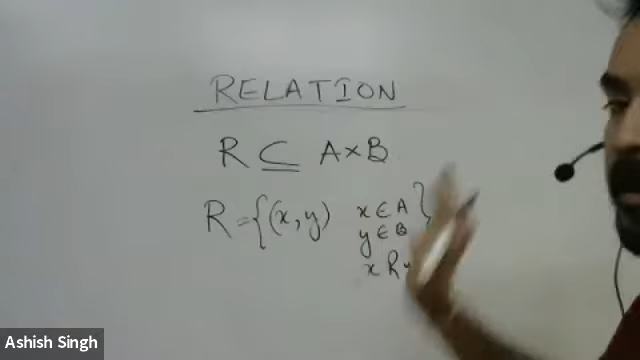 RELATION
R ⊆ A×B
R = {(x, y) x ∈ A }
y ∈ B
x R y
Ashish Singh